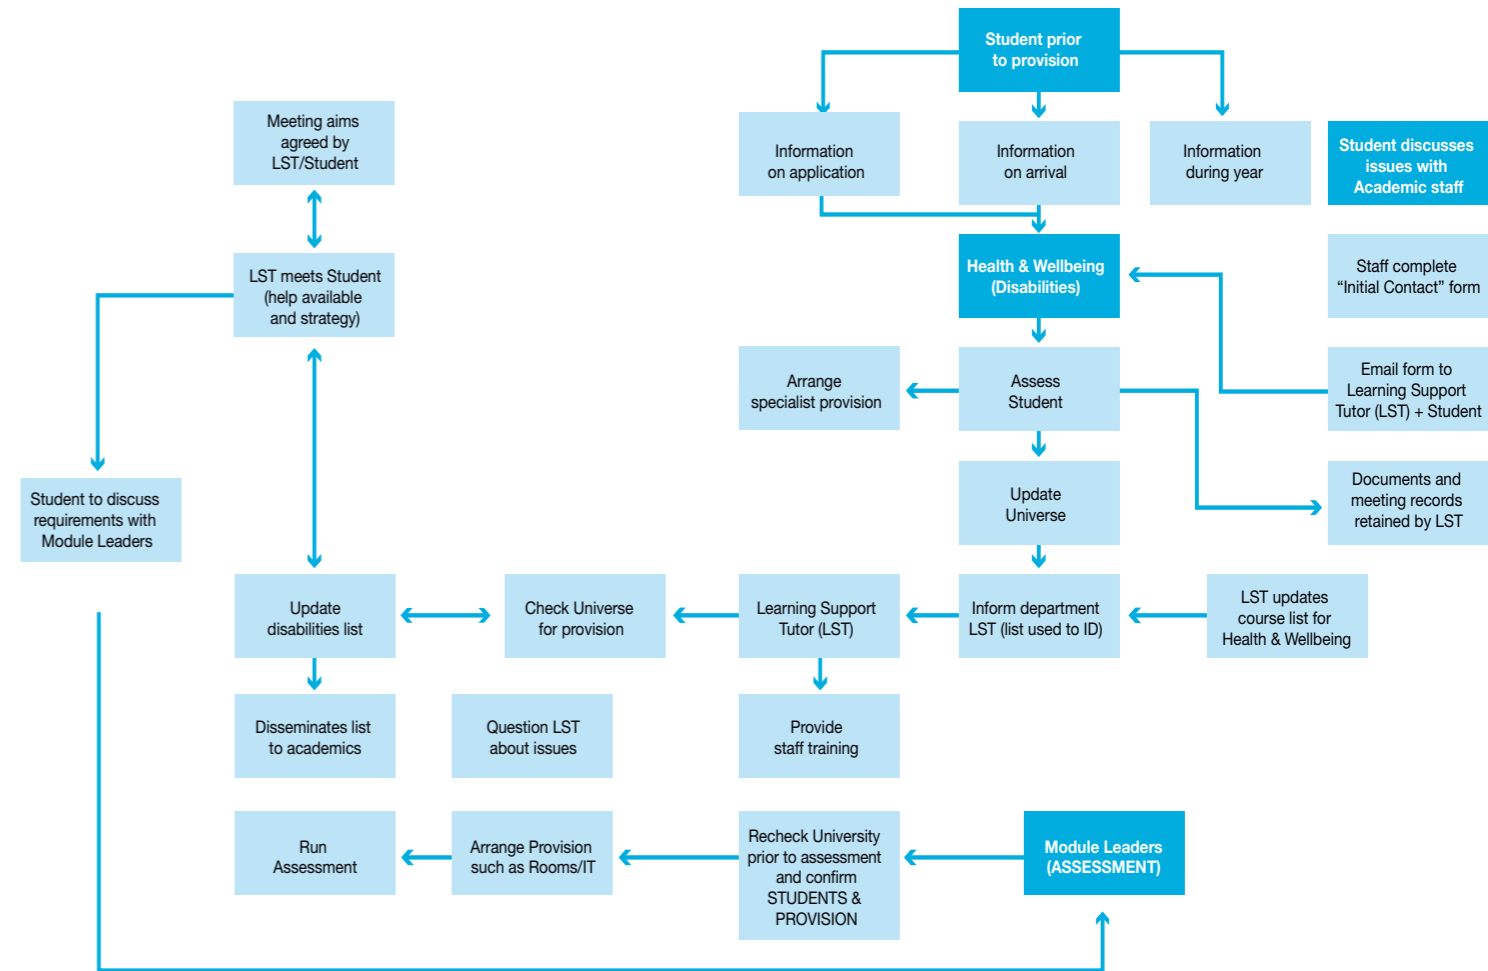 Student prior
to provision
Meeting aims
agreed by
LST/Student
Information
on application
Information
on arrival
Information
during year
Student discusses
issues with
Academic staff
LST meets Student
(help available
and strategy)
Health & Wellbeing
(Disabilities)
Staff complete
“Initial Contact” form
Arrange
specialist provision
Assess
Student
Email form to
Learning Support
Tutor (LST) + Student
Student to discuss
requirements with
Module Leaders
Update
Universe
Documents and
meeting records
retained by LST
Update
disabilities list
Check Universe
for provision
Learning Support
Tutor (LST)
Inform department
LST (list used to ID)
LST updates
course list for
Health & Wellbeing
Disseminates list
to academics
Question LST
about issues
Provide
staff training
Run
Assessment
Arrange Provision
such as Rooms/IT
Recheck University
prior to assessment
and confirm
STUDENTS &
PROVISION
Module Leaders
(ASSESSMENT)